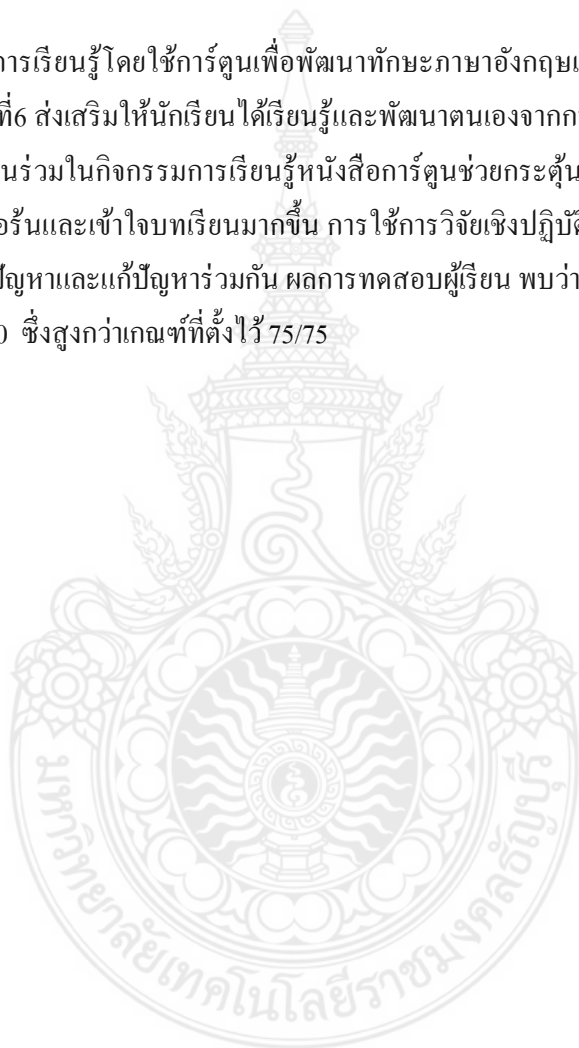 การเรียนรู้โดยใช้การ์ตูนเพื่อพัฒนาทักษะภาษาอังกฤษ
ที่6 ส่งเสริมให้นักเรียนได้เรียนรู้และพัฒนาตนเองจาก
นร่วมในกิจกรรมการเรียนรู้หนังสือการ์ตูนช่วยกระตุ้น
อร้นและเข้าใจบทเรียนมากขึ้น การใช้การวิจัยเชิงปฏิบัติ
ปัญหาและแก้ปัญหาร่วมกัน ผลการทดสอบผู้เรียน พบว่า
0 ซึ่งสูงกว่าเกณฑ์ที่ตั้งไว้ 75/75
มหาวิทยาลัยเทคโนโลยีราชมงคลธัญบุรี